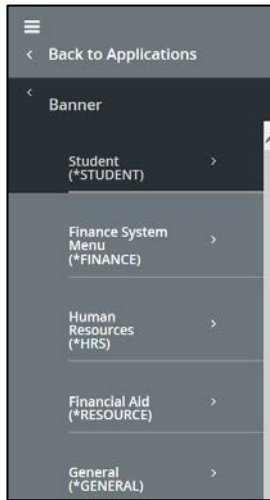 Back to Applications
Banner
Student
(*STUDENT)
Finance System
Menu
(*FINANCE)
Human
Resources
(*HRS)
Financial Aid
(*RESOURCE)
General
(*GENERAL)